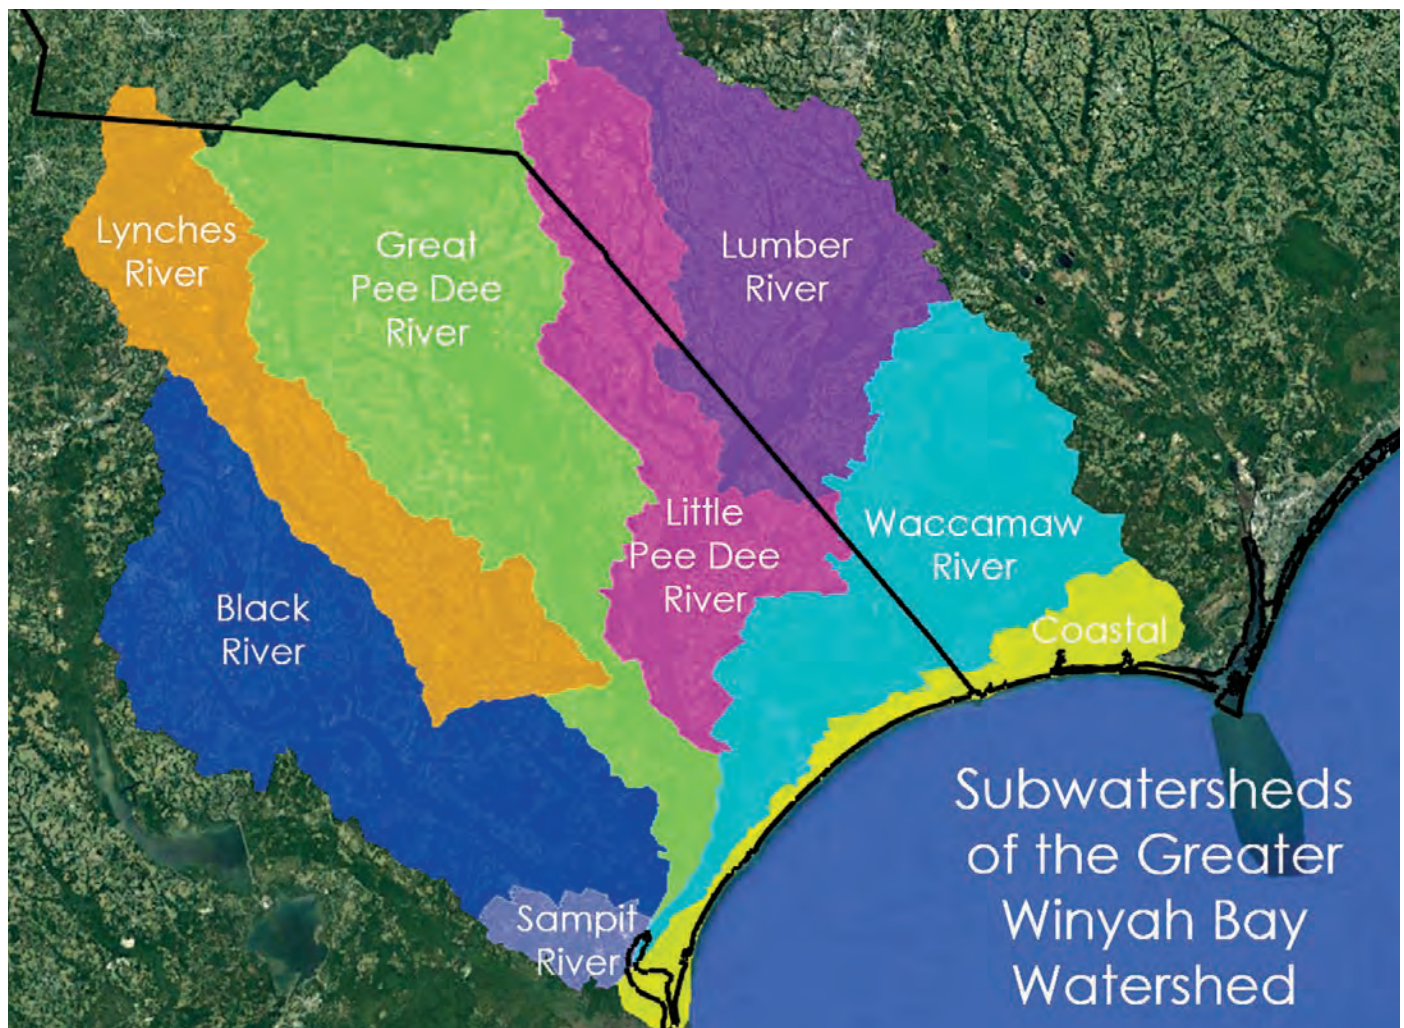 Lynches
River
Great
Pee Dee
River
Lumber
River
Little
Pee Dee
River
Waccamaw
River
Black
River
Coastal
Sampit
River
Subwatersheds
of the Greater
Winyah Bay
Watershed